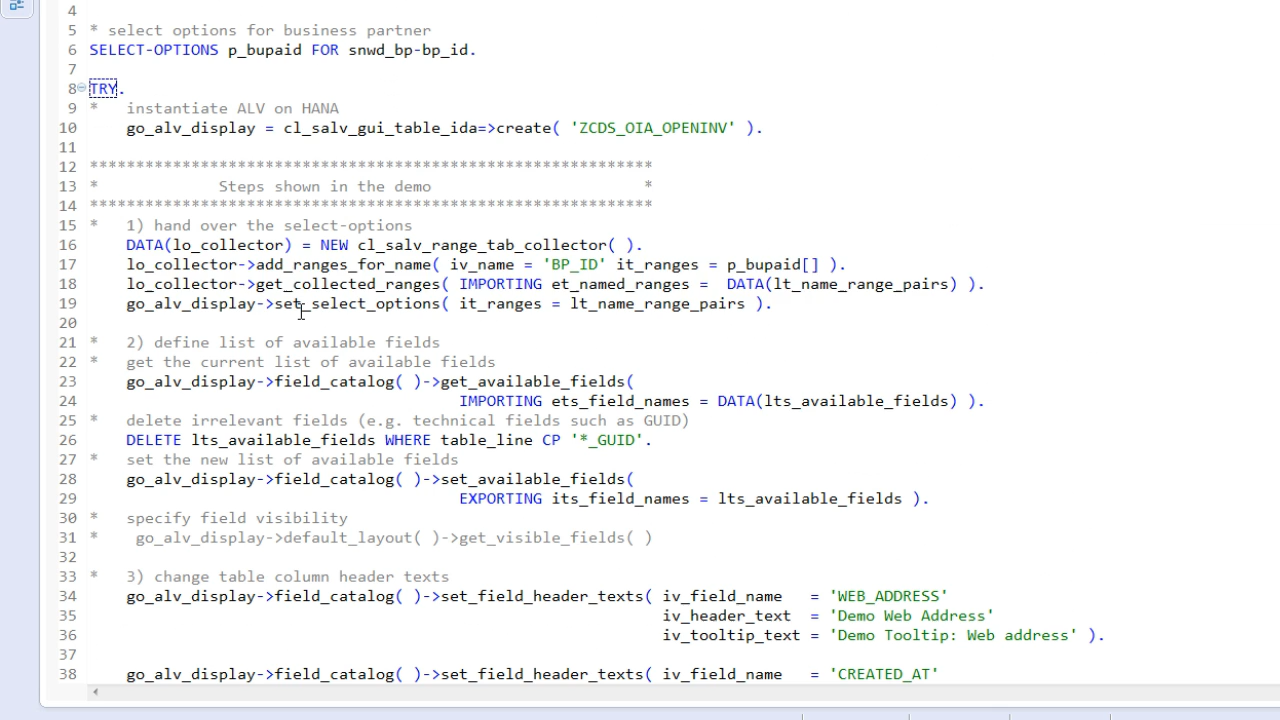 4
5 * select options for business partner
6 SELECT-OPTIONS p_bupaid FOR snwd_bp-bp_id.
7
8 TRY.
9 *   instantiate ALV on HANA
10     go_alv_display = cl_salv_gui_table_ida=>create( 'ZCDS_OIA_OPENINV' ).
11
12 *************************************************************
13 *             Steps shown in the demo                       *
14 *************************************************************
15 *   1) hand over the select-options
16     DATA(lo_collector) = NEW cl_salv_range_tab_collector( ).
17     lo_collector->add_ranges_for_name( iv_name = 'BP_ID' it_ranges = p_bupaid[] ).
18     lo_collector->get_collected_ranges( IMPORTING et_named_ranges =  DATA(lt_name_range_pairs) ).
19     go_alv_display->set_select_options( it_ranges = lt_name_range_pairs ).
20
21 *   2) define list of available fields
22 *   get the current list of available fields
23     go_alv_display->field_catalog( )->get_available_fields(
24                                         IMPORTING ets_field_names = DATA(lts_available_fields) ).
25 *   delete irrelevant fields (e.g. technical fields such as GUID)
26     DELETE lts_available_fields WHERE table_line CP '*_GUID'.
27 *   set the new list of available fields
28     go_alv_display->field_catalog( )->set_available_fields(
29                                         EXPORTING its_field_names = lts_available_fields ).
30 *   specify field visibility
31 *    go_alv_display->default_layout( )->get_visible_fields( )
32
33 *   3) change table column header texts
34     go_alv_display->field_catalog( )->set_field_header_texts( iv_field_name   = 'WEB_ADDRESS'
35                                                               iv_header_text  = 'Demo Web Address'
36                                                               iv_tooltip_text = 'Demo Tooltip: Web address' ).
37
38     go_alv_display->field_catalog( )->set_field_header_texts( iv_field_name   = 'CREATED_AT'